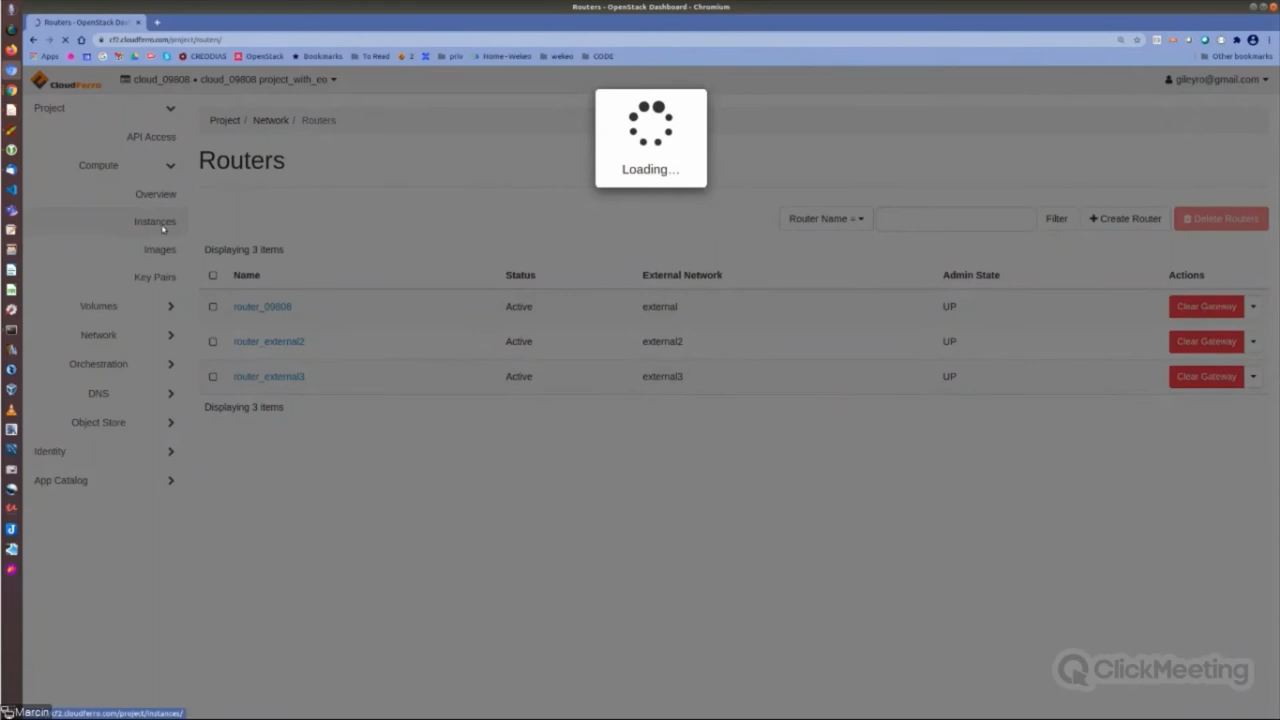 Routers - OpenStack Dashboard - Chromium
Routers - OpenStack Das
cf2.cloudferro.com/project/routers/
Apps CREODIAS OpenStack Bookmarks To Read 2 priv Home-Wekeo wekeo CODE Other bookmarks
CloudFerro cloud_09808 • cloud_09808 project_with_eo gileyro@gmail.com
Project
API Access
Compute
Overview
Instances
Images
Key Pairs
Volumes
Network
Orchestration
DNS
Object Store
Identity
App Catalog
Project / Network / Routers
Routers
Loading...
Router Name = Filter + Create Router Delete Routers
Displaying 3 items
Name Status External Network Admin State Actions
router_09808 Active external UP Clear Gateway
router_external2 Active external2 UP Clear Gateway
router_external3 Active external3 UP Clear Gateway
Displaying 3 items
ClickMeeting
Marcin cf2.cloudferro.com/project/instances/